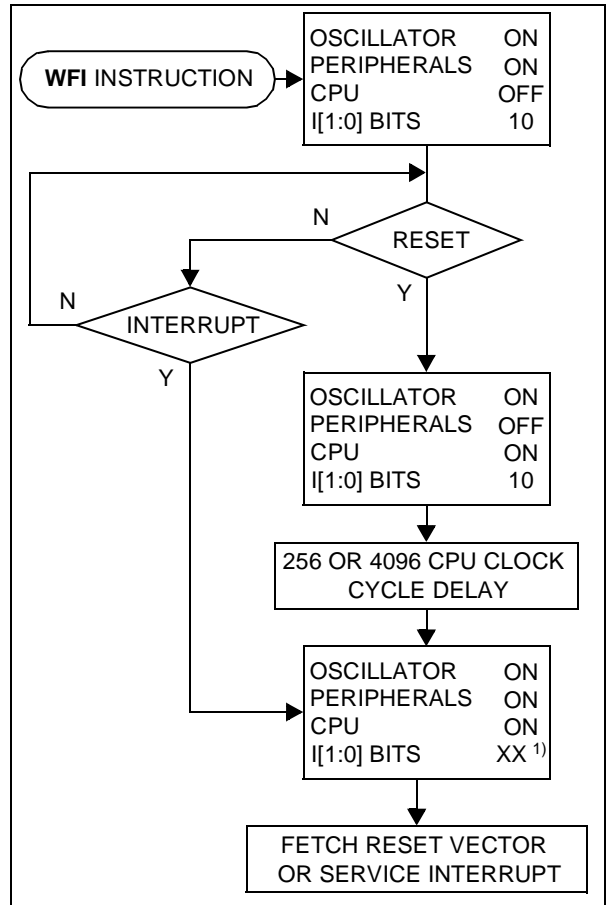 WFI INSTRUCTION
OSCILLATOR ON
PERIPHERALS ON
CPU OFF
I[1:0] BITS 10
RESET
N
Y
INTERRUPT
N
Y
OSCILLATOR ON
PERIPHERALS OFF
CPU ON
I[1:0] BITS 10
256 OR 4096 CPU CLOCK
CYCLE DELAY
OSCILLATOR ON
PERIPHERALS ON
CPU ON
I[1:0] BITS XX 1)
FETCH RESET VECTOR
OR SERVICE INTERRUPT